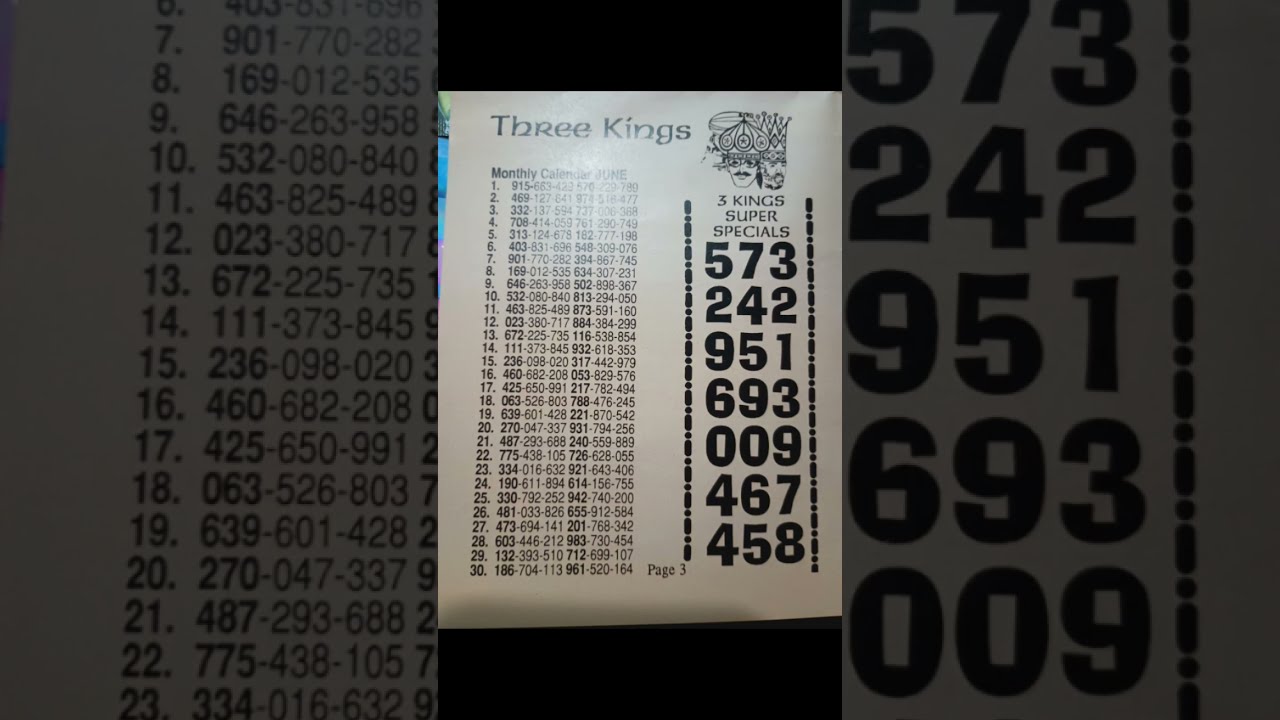 Three Kings
Monthly Calendar JUNE
1. 915-663-423 570-229-789
2. 469-127-641 974-518-477
3. 332-137-594 737-006-388
4. 708-414-059 761-290-749
5. 313-124-678 182-777-198
6. 403-831-696 548-309-076
7. 901-770-282 394-867-745
8. 169-012-535 634-307-231
9. 646-263-958 502-898-367
10. 532-080-840 813-294-050
11. 463-825-489 873-591-160
12. 023-380-717 884-384-299
13. 672-225-735 116-538-854
14. 111-373-845 932-618-353
15. 236-098-020 317-442-979
16. 460-682-208 053-829-576
17. 425-650-991 217-782-494
18. 063-526-803 788-476-245
19. 639-601-428 221-870-542
20. 270-047-337 931-794-256
21. 487-293-688 240-559-889
22. 775-438-105 726-628-055
23. 334-016-632 921-643-406
24. 190-611-894 614-156-755
25. 330-792-252 942-740-200
26. 481-033-826 655-912-584
27. 473-694-141 201-768-342
28. 603-446-212 983-730-454
29. 132-393-510 712-699-107
30. 186-704-113 961-520-164
Page 3
3 KINGS
SUPER
SPECIALS
573
242
951
693
009
467
458